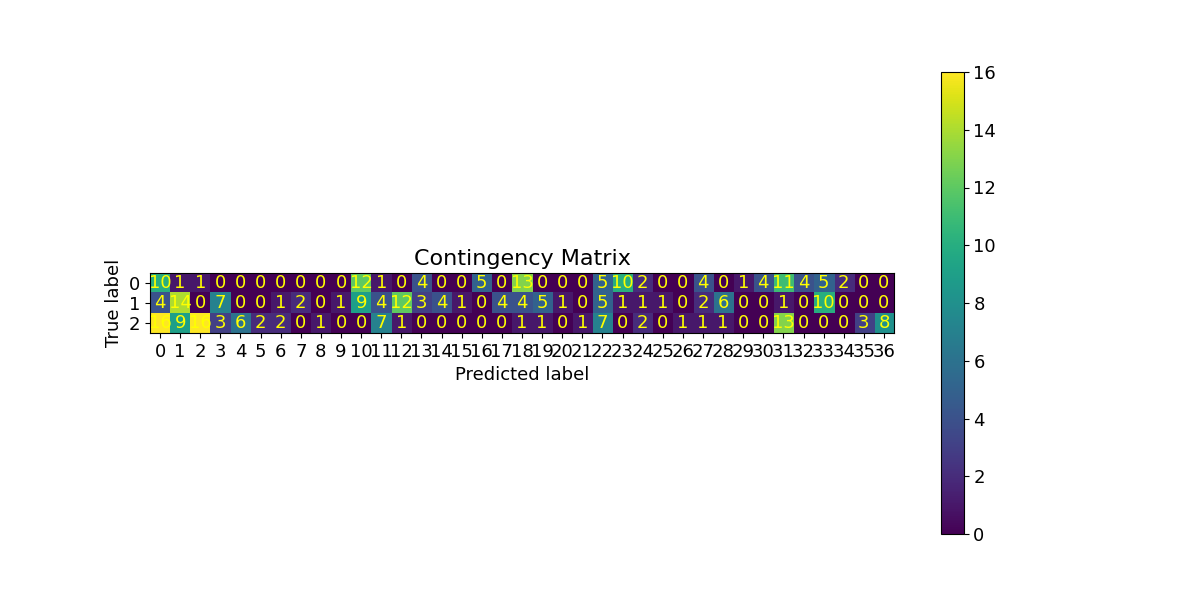 Contingency Matrix
True label
0 10 1 1 0 0 0 0 0 0 0 12 1 0 4 0 0 5 0 13 0 0 0 5 10 2 0 0 4 0 1 4 11 4 5 2 0 0
1 4 14 0 7 0 0 1 2 0 1 9 4 12 3 4 1 0 4 4 5 1 0 5 1 1 1 0 2 6 0 0 1 0 10 0 0 0
2 9 3 6 2 2 0 1 0 0 7 1 0 0 0 0 0 1 1 0 1 7 0 2 0 1 1 1 0 0 13 0 0 0 3 8
0 1 2 3 4 5 6 7 8 9 10 11 12 13 14 15 16 17 18 19 20 21 22 23 24 25 26 27 28 29 30 31 32 33 34 35 36
Predicted label
16
14
12
10
8
6
4
2
0